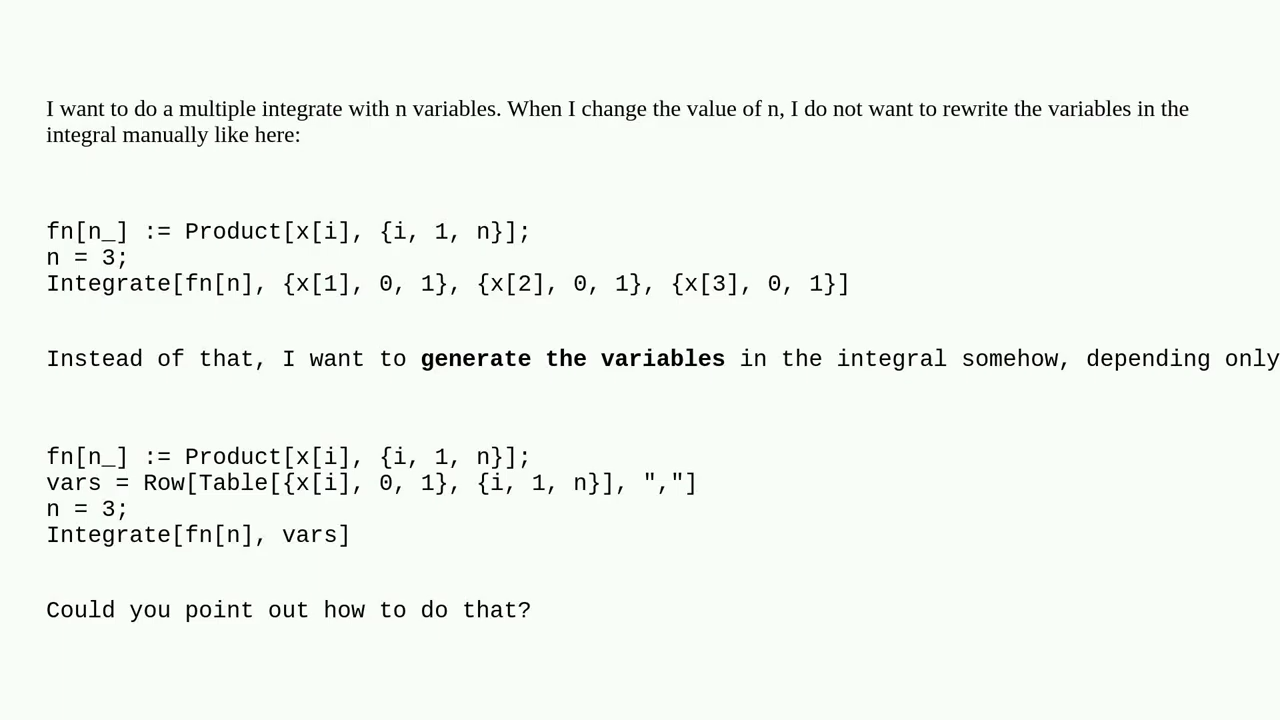 I want to do a multiple integrate with n variables. When I change the value of n, I do not want to rewrite the variables in the
integral manually like here:
fn[n_] := Product[x[i], {i, 1, n}];
n = 3;
Integrate[fn[n], {x[1], 0, 1}, {x[2], 0, 1}, {x[3], 0, 1}]
Instead of that, I want to generate the variables in the integral somehow, depending only
fn[n_] := Product[x[i], {i, 1, n}];
vars = Row[Table[{x[i], 0, 1}, {i, 1, n}], ","]
n = 3;
Integrate[fn[n], vars]
Could you point out how to do that?